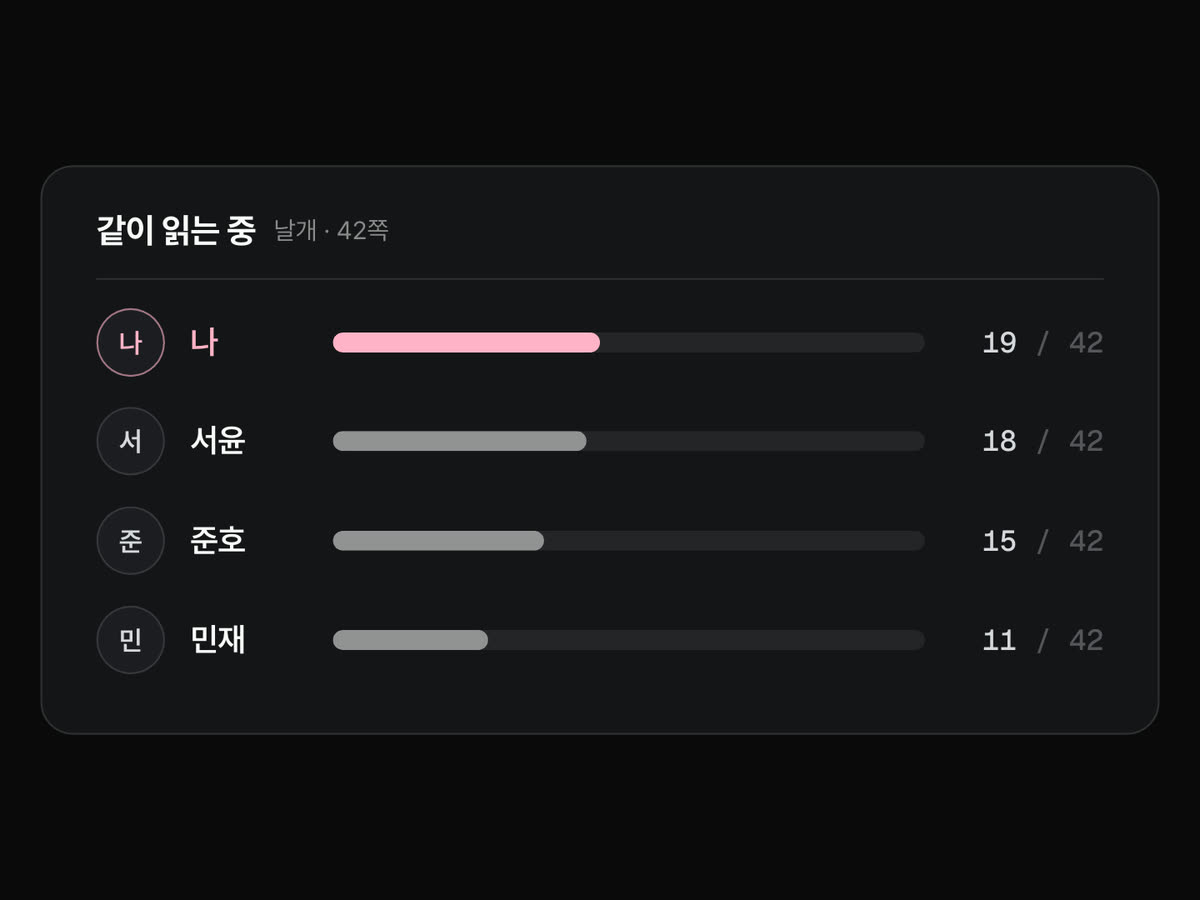 같이 읽는 중 날개 · 42쪽
나 나 19 / 42
서 서윤 18 / 42
준 준호 15 / 42
민 민재 11 / 42